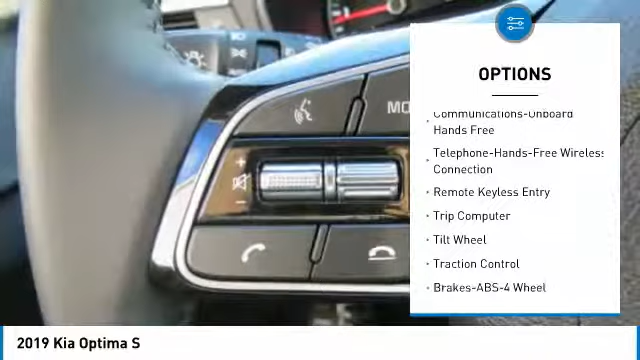 OPTIONS
Communications-Onboard
Hands Free
Telephone-Hands-Free Wireless
Connection
Remote Keyless Entry
Trip Computer
Tilt Wheel
Traction Control
Brakes-ABS-4 Wheel
MO
+
-
2019 Kia Optima S